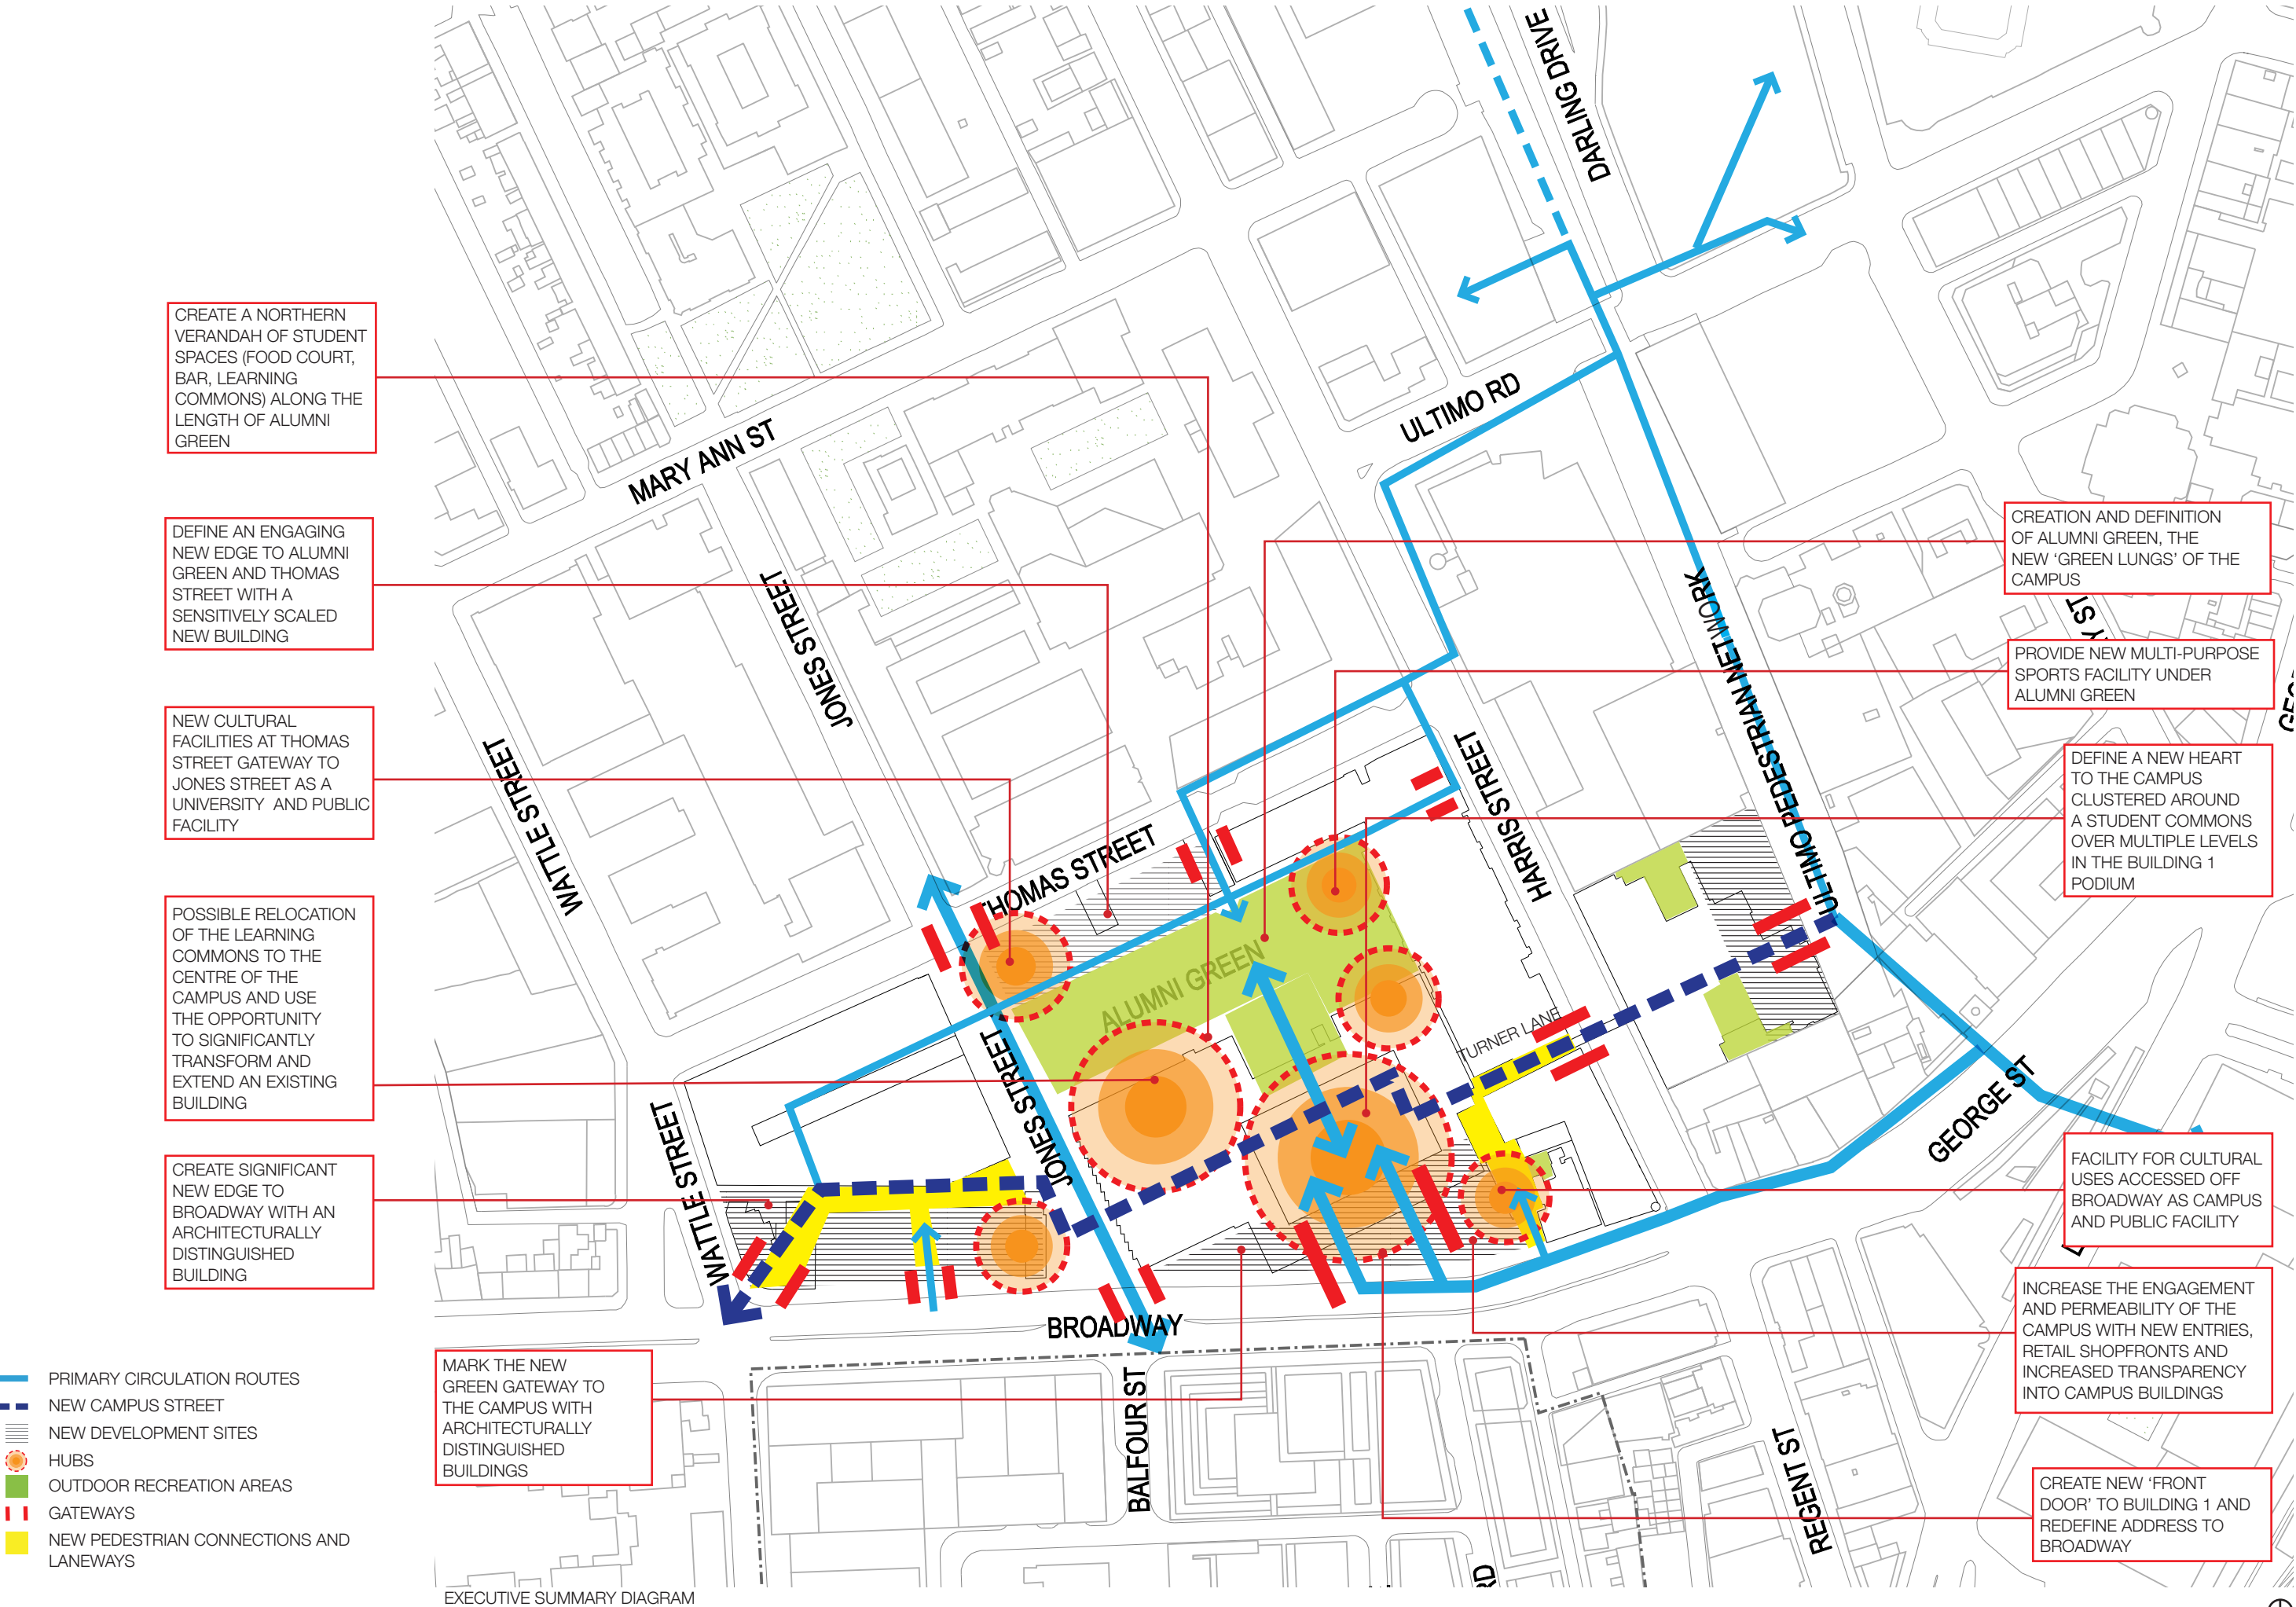 DARLING DRIVE
CREATE A NORTHERN
VERANDAH OF STUDENT
SPACES (FOOD COURT,
BAR, LEARNING
COMMONS) ALONG THE
LENGTH OF ALUMNI
GREEN
MARY ANN ST
ULTIMO RD
DEFINE AN ENGAGING
NEW EDGE TO ALUMNI
GREEN AND THOMAS
STREET WITH A
SENSITIVELY SCALED
NEW BUILDING
CREATION AND DEFINITION
OF ALUMNI GREEN, THE
NEW ‘GREEN LUNGS’ OF THE
CAMPUS
JONES STREET
ULTIMO PEDESTRIAN METWORK
Y ST
PROVIDE NEW MULTI-PURPOSE
SPORTS FACILITY UNDER
ALUMNI GREEN
NEW CULTURAL
FACILITIES AT THOMAS
STREET GATEWAY TO
JONES STREET AS A
UNIVERSITY  AND PUBLIC
FACILITY
WATTLE STREET
HARRIS STREET
DEFINE A NEW HEART
TO THE CAMPUS
CLUSTERED AROUND
A STUDENT COMMONS
OVER MULTIPLE LEVELS
IN THE BUILDING 1
PODIUM
THOMAS STREET
POSSIBLE RELOCATION
OF THE LEARNING
COMMONS TO THE
CENTRE OF THE
CAMPUS AND USE
THE OPPORTUNITY
TO SIGNIFICANTLY
TRANSFORM AND
EXTEND AN EXISTING
BUILDING
ALUMNI GREEN
TURNER LANE
JONES STREET
GEORGE ST
WATTLE STREET
CREATE SIGNIFICANT
NEW EDGE TO
BROADWAY WITH AN
ARCHITECTURALLY
DISTINGUISHED
BUILDING
FACILITY FOR CULTURAL
USES ACCESSED OFF
BROADWAY AS CAMPUS
AND PUBLIC FACILITY
BROADWAY
INCREASE THE ENGAGEMENT
AND PERMEABILITY OF THE
CAMPUS WITH NEW ENTRIES,
RETAIL SHOPFRONTS AND
INCREASED TRANSPARENCY
INTO CAMPUS BUILDINGS
MARK THE NEW
GREEN GATEWAY TO
THE CAMPUS WITH
ARCHITECTURALLY
DISTINGUISHED
BUILDINGS
BALFOUR ST
REGENT ST
RD
CREATE NEW ‘FRONT
DOOR’ TO BUILDING 1 AND
REDEFINE ADDRESS TO
BROADWAY
PRIMARY CIRCULATION ROUTES
NEW CAMPUS STREET
NEW DEVELOPMENT SITES
HUBS
OUTDOOR RECREATION AREAS
GATEWAYS
NEW PEDESTRIAN CONNECTIONS AND
LANEWAYS
EXECUTIVE SUMMARY DIAGRAM